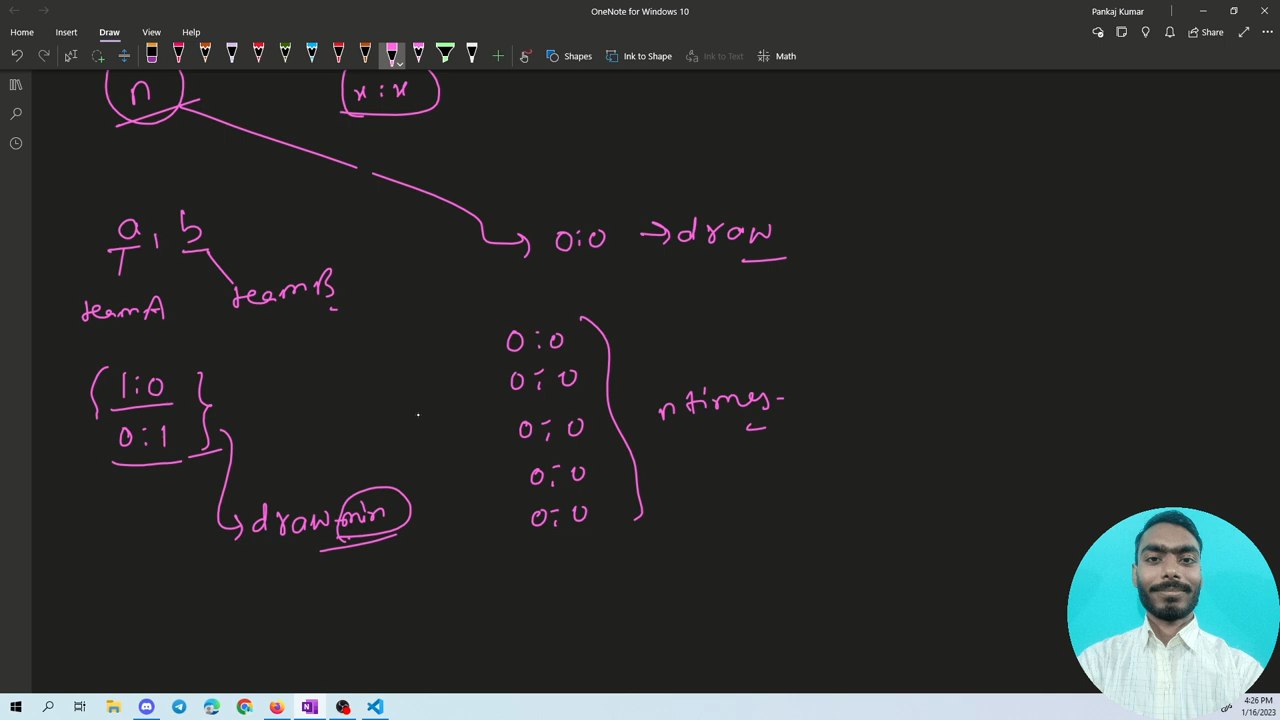 OneNote for Windows 10
Pankaj Kumar
Home Insert Draw View Help
Share
Shapes Ink to Shape Ink to Text Math
n
x : x
a, b
0:0 → draw
teamA
teamB
1:0
0:1
draw-min
0:0
0:0
0:0
0:0
0:0
n times-
4:26 PM
1/16/2023